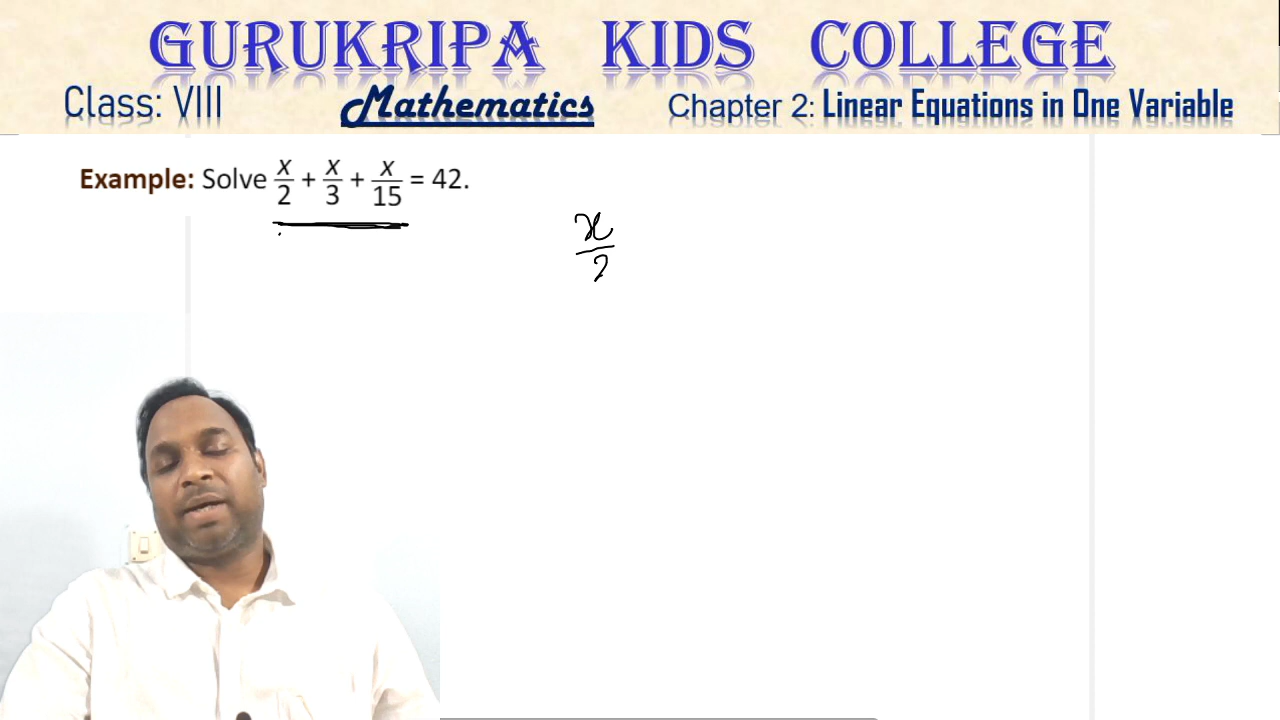 GURUKRIPA KIDS COLLEGE
Class: VIII Mathematics Chapter 2: Linear Equations in One Variable
Example: Solve x/2 + x/3 + x/15 = 42.
x/2